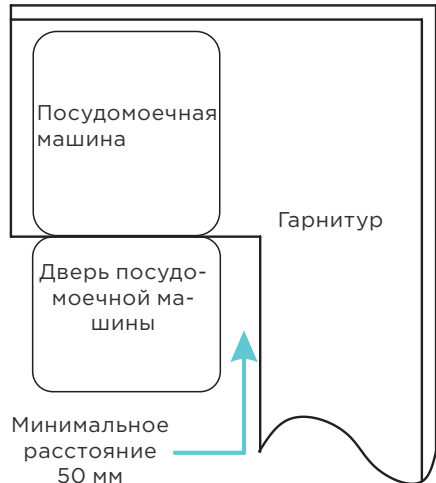 Посудомоечная
машина
Гарнитур
Дверь посудо-
моечной ма-
шины
Минимальное
расстояние
50 мм